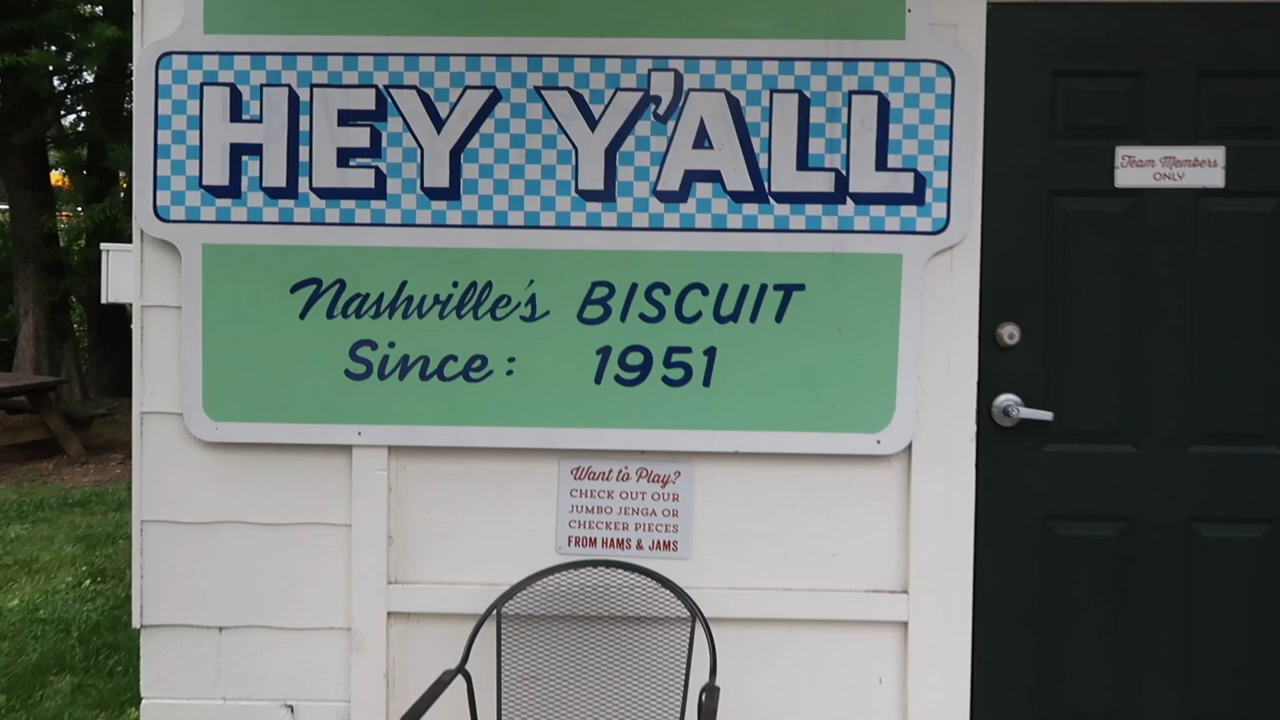 HEY Y'ALL
Team Members
ONLY
Nashville's BISCUIT
Since: 1951
Want to Play?
CHECK OUT OUR
JUMBO JENGA OR
CHECKER PIECES
FROM HAMS & JAMS